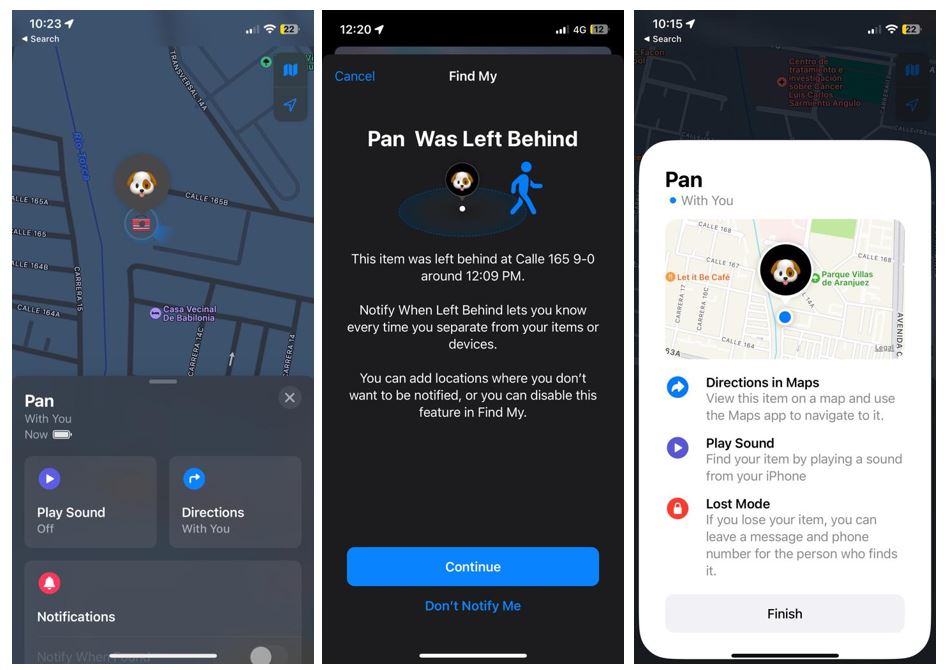 10:23
22
◀ Search
TRANSVERSAL 14A
Rio Torca
CALLE 165A
CALLE 165B
CALLE 165
CALLE 164B
CARRERA 15
CALLE 164A
Casa Vecinal
De Babilonia
CARRERA 14C
CARRERA 14
Pan
With You
Now
Play Sound
Off
Directions
With You
Notifications
Notify When Found
12:20
4G
12
Cancel
Find My
Pan Was Left Behind
This item was left behind at Calle 165 9-0
around 12:09 PM.
Notify When Left Behind lets you know
every time you separate from your items or
devices.
You can add locations where you don't
want to be notified, or you can disable this
feature in Find My.
Continue
Don't Notify Me
10:15
22
◀ Search
Centro de
tratamiento e
investigación
sobre Cáncer
Luis Carlos
Sarmiento Angulo
Pan
With You
CALLE 168
CALLE 167
CALLE 168
Let it Be Café
Parque Villas
de Aranjuez
CARRERA 17
CARRERA 16C
14A
CALLE 164
AVENIDA C
63A
Legal
Directions in Maps
View this item on a map and use
the Maps app to navigate to it.
Play Sound
Find your item by playing a sound
from your iPhone
Lost Mode
If you lose your item, you can
leave a message and phone
number for the person who finds
it.
Finish